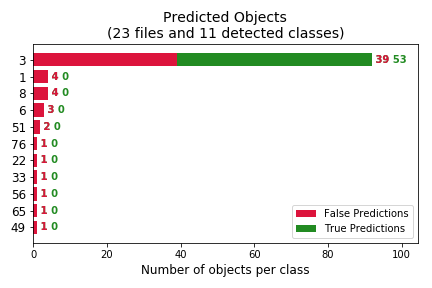 Predicted Objects
(23 files and 11 detected classes)
3 39 53
1 4 0
8 4 0
6 3 0
51 2 0
76 1 0
22 1 0
33 1 0
56 1 0
65 1 0
49 1 0
False Predictions
True Predictions
0 20 40 60 80 100
Number of objects per class